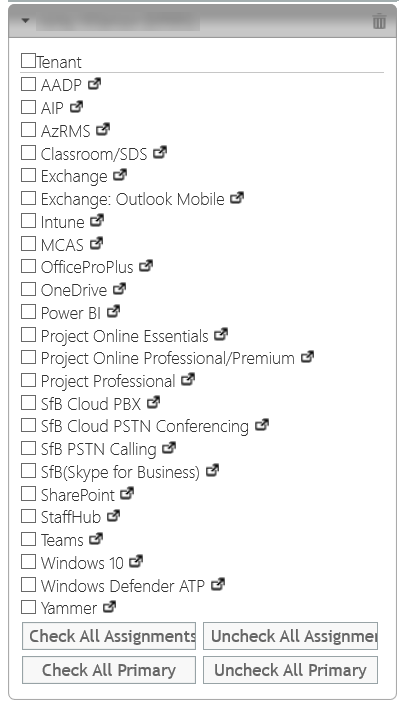 Tenant
AADP
AIP
AzRMS
Classroom/SDS
Exchange
Exchange: Outlook Mobile
Intune
MCAS
OfficeProPlus
OneDrive
Power BI
Project Online Essentials
Project Online Professional/Premium
Project Professional
SfB Cloud PBX
SfB Cloud PSTN Conferencing
SfB PSTN Calling
SfB(Skype for Business)
SharePoint
StaffHub
Teams
Windows 10
Windows Defender ATP
Yammer
Check All Assignments Uncheck All Assignmen
Check All Primary Uncheck All Primary